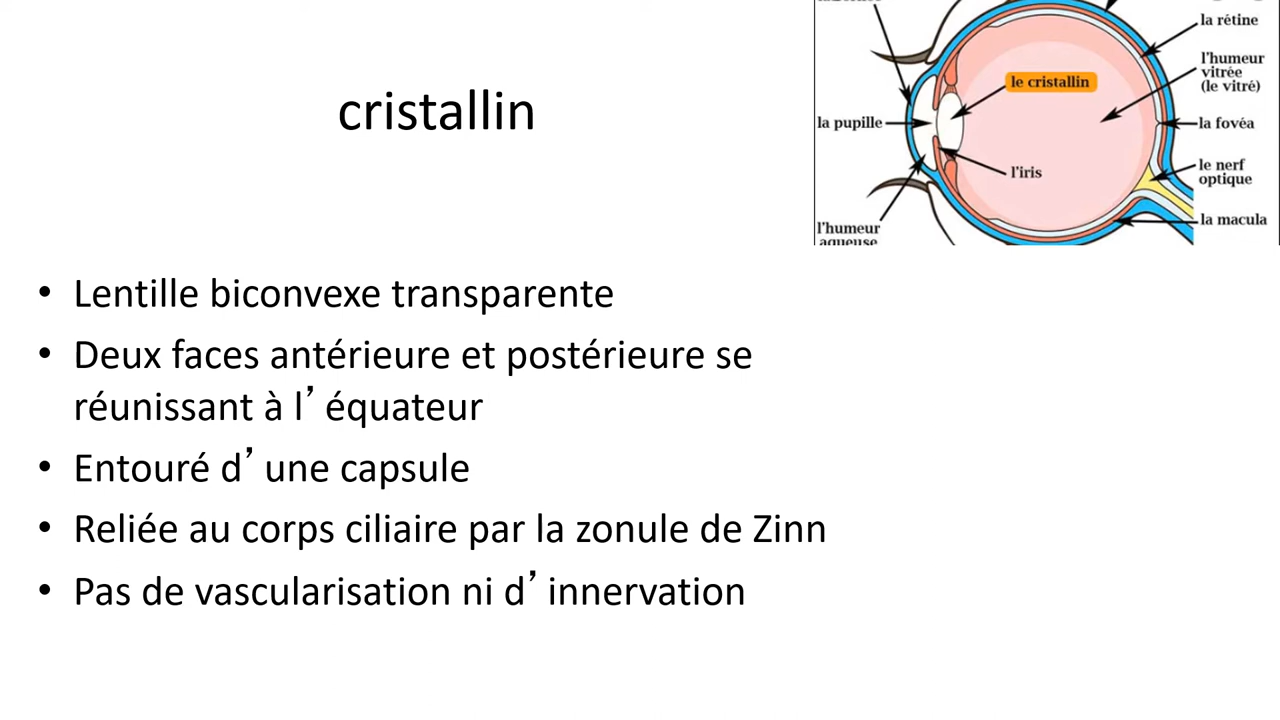 cristallin
la rétine
l'humeur
vitrée
(le vitré)
le cristallin
la pupille
la fovéa
le nerf
optique
l'iris
la macula
l'humeur
aqueuse
• Lentille biconvexe transparente
• Deux faces antérieure et postérieure se
réunissant à l’ équateur
• Entouré d’ une capsule
• Reliée au corps ciliaire par la zonule de Zinn
• Pas de vascularisation ni d’ innervation